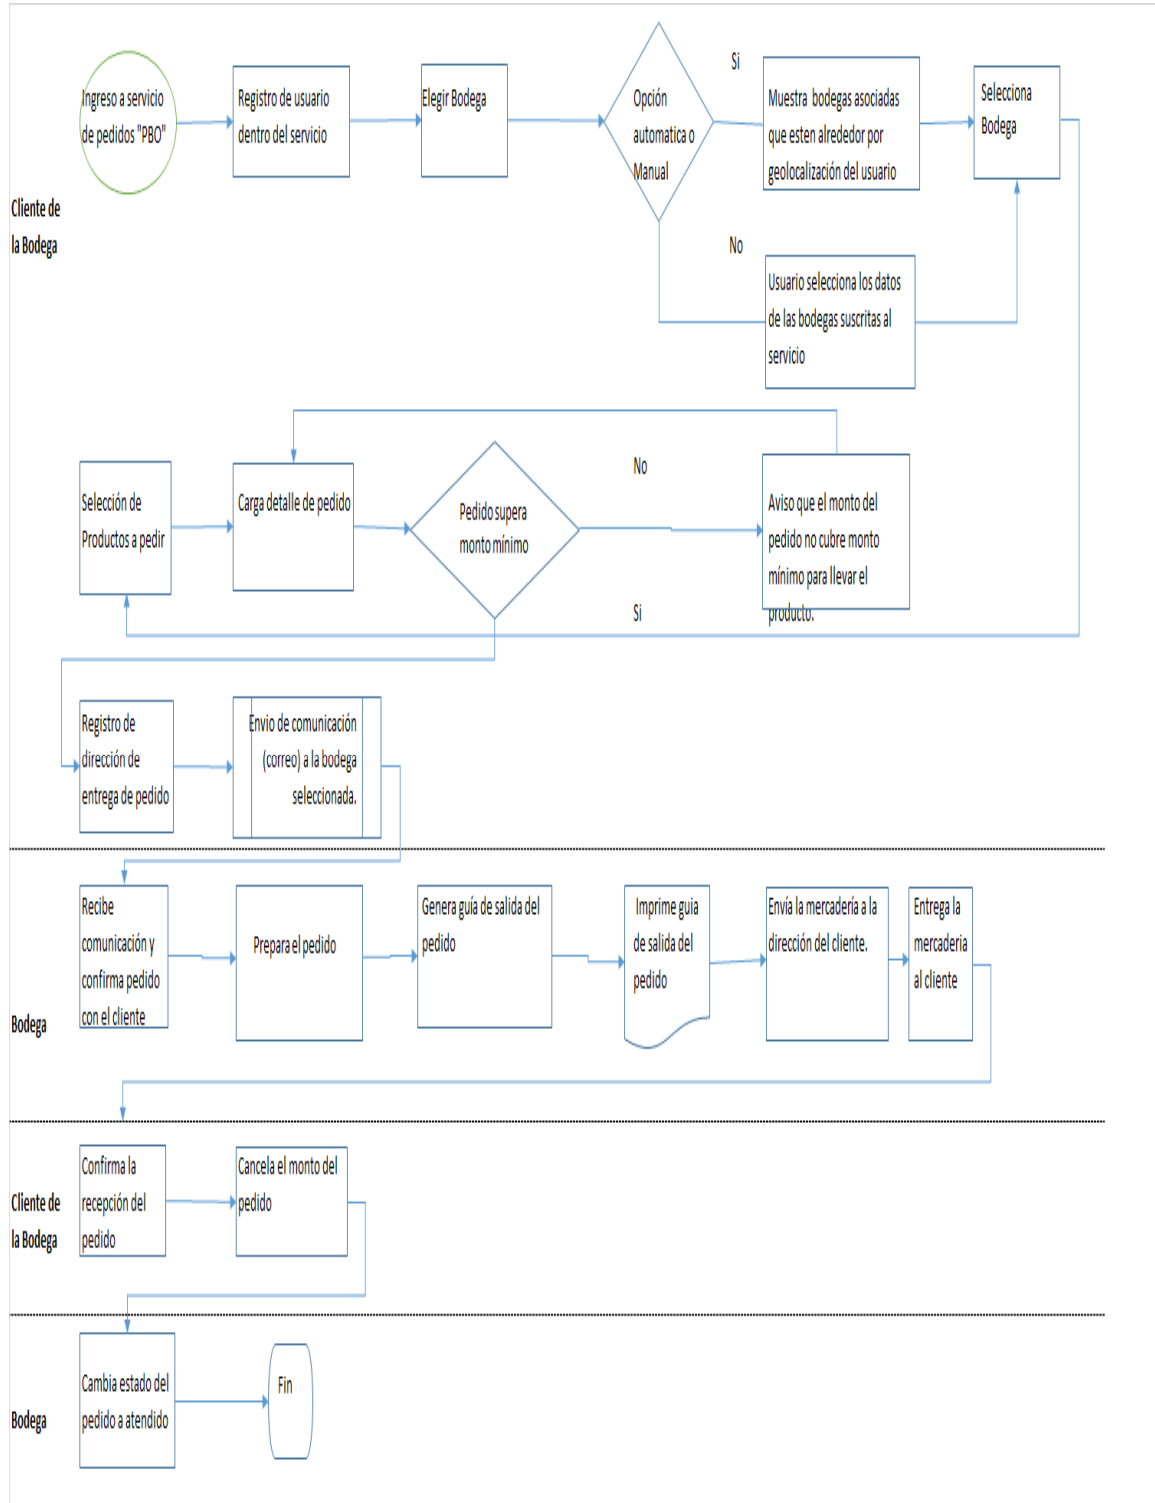 Ingreso a servicio
de pedidos "PBO"
Registro de usuario
dentro del servicio
Elegir Bodega
Opción
automatica o
Manual
Si
Muestra bodegas asociadas
que esten alrededor por
geolocalización del usuario
Selecciona
Bodega
Cliente de
la Bodega
No
Usuario selecciona los datos
de las bodegas suscritas al
servicio
Selección de
Productos a pedir
Carga detalle de pedido
Pedido supera
monto mínimo
No
Si
Aviso que el monto del
pedido no cubre monto
mínimo para llevar el
producto.
Registro de
dirección de
entrega de pedido
Envio de comunicación
(correo) a la bodega
seleccionada.
Recibe
comunicación y
confirma pedido
con el cliente
Prepara el pedido
Genera guía de salida del
pedido
Imprime guia
de salida del
pedido
Envía la mercadería a la
dirección del cliente.
Entrega la
mercaderia
al cliente
Bodega
Confirma la
recepción del
pedido
Cancela el monto del
pedido
Cliente de
la Bodega
Cambia estado del
pedido a atendido
Fin
Bodega